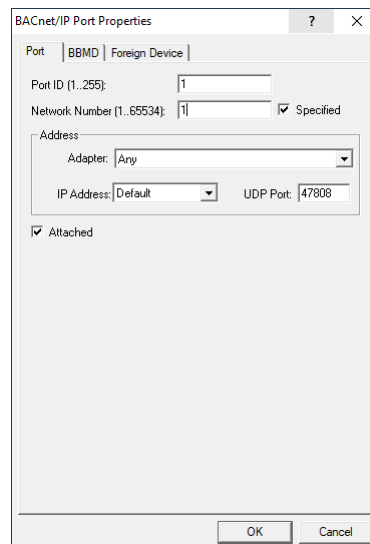 BACnet/IP Port Properties ?
Port BBMD Foreign Device
Port ID (1..255): 1
Network Number (1..65534): 1 Specified
Address
Adapter: Any
IP Address: Default UDP Port: 47808
Attached
OK Cancel